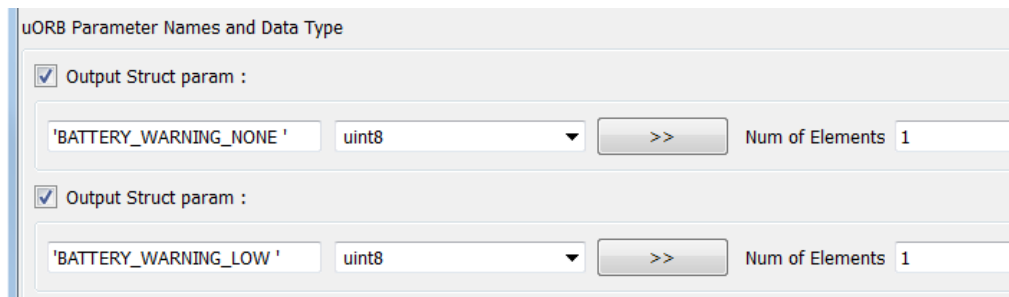 uORB Parameter Names and Data Type
Output Struct param :
'BATTERY_WARNING_NONE ' uint8 >> Num of Elements 1
Output Struct param :
'BATTERY_WARNING_LOW ' uint8 >> Num of Elements 1